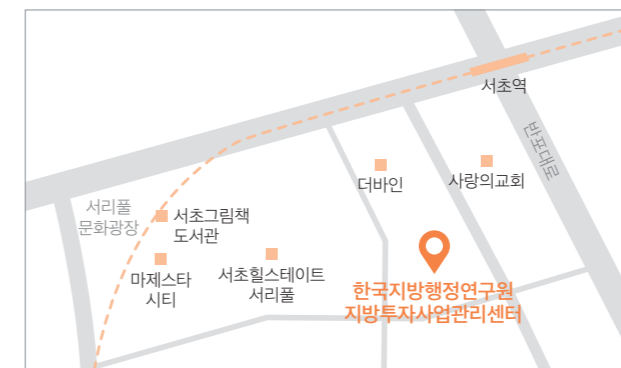 서초역
반포대로
더바인
사랑의교회
서리풀
문화광장
서초그림책
도서관
마제스타
시티
서초힐스테이트
서리풀
한국지방행정연구원
지방투자사업관리센터